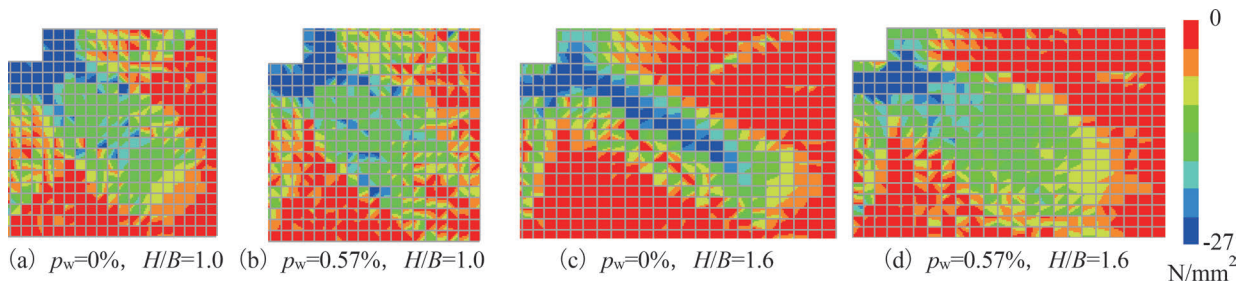 0
-27
N/mm²
(a) pw=0%, H/B=1.0
(b) pw=0.57%, H/B=1.0
(c) pw=0%, H/B=1.6
(d) pw=0.57%, H/B=1.6